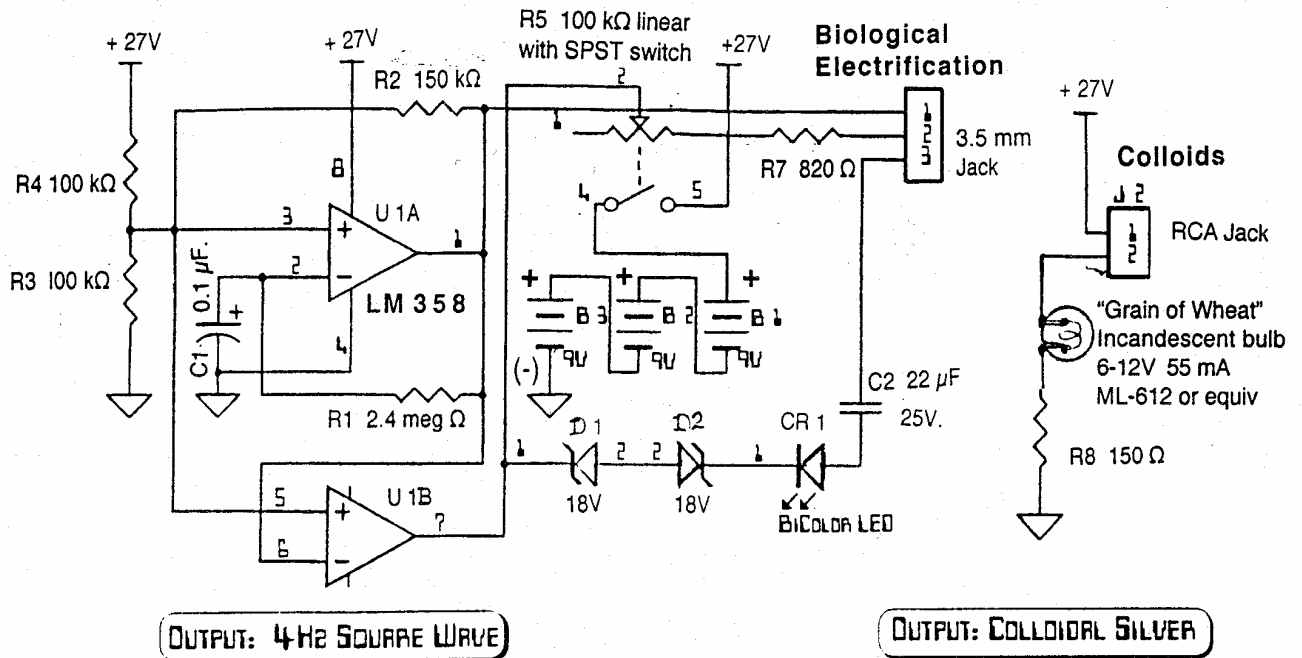 R5 100 kΩ linear
with SPST switch
+ 27V
+ 27V
+27V
Biological
Electrification
R2 150 kΩ
2
1
1
2
3
3.5 mm
Jack
R7 820 Ω
+ 27V
Colloids
J 2
1
2
RCA Jack
R4 100 kΩ
8
U 1A
3
+
1
2
−
LM 358
4
R3 100 kΩ
0.1 µF.
+
C1
4
5
+
+
+
B 3
B 2
B 1
9V
9V
9V
(-)
R1 2.4 meg Ω
C2 22 µF
25V.
"Grain of Wheat"
Incandescent bulb
6-12V 55 mA
ML-612 or equiv
R8 150 Ω
1
D 1
2
2
D2
1
CR 1
18V
18V
BiColor LED
U 1B
5
+
7
6
−
Output: 4 Hz Square Wave
Output: Colloidal Silver